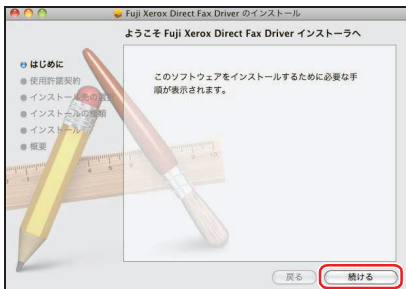 Fuji Xerox Direct Fax Driver のインストール
ようこそ Fuji Xerox Direct Fax Driver インストーラへ
はじめに
使用許諾契約
インストール先の選択
インストールの種類
インストール
概要
このソフトウェアをインストールするために必要な手
順が表示されます。
戻る
続ける